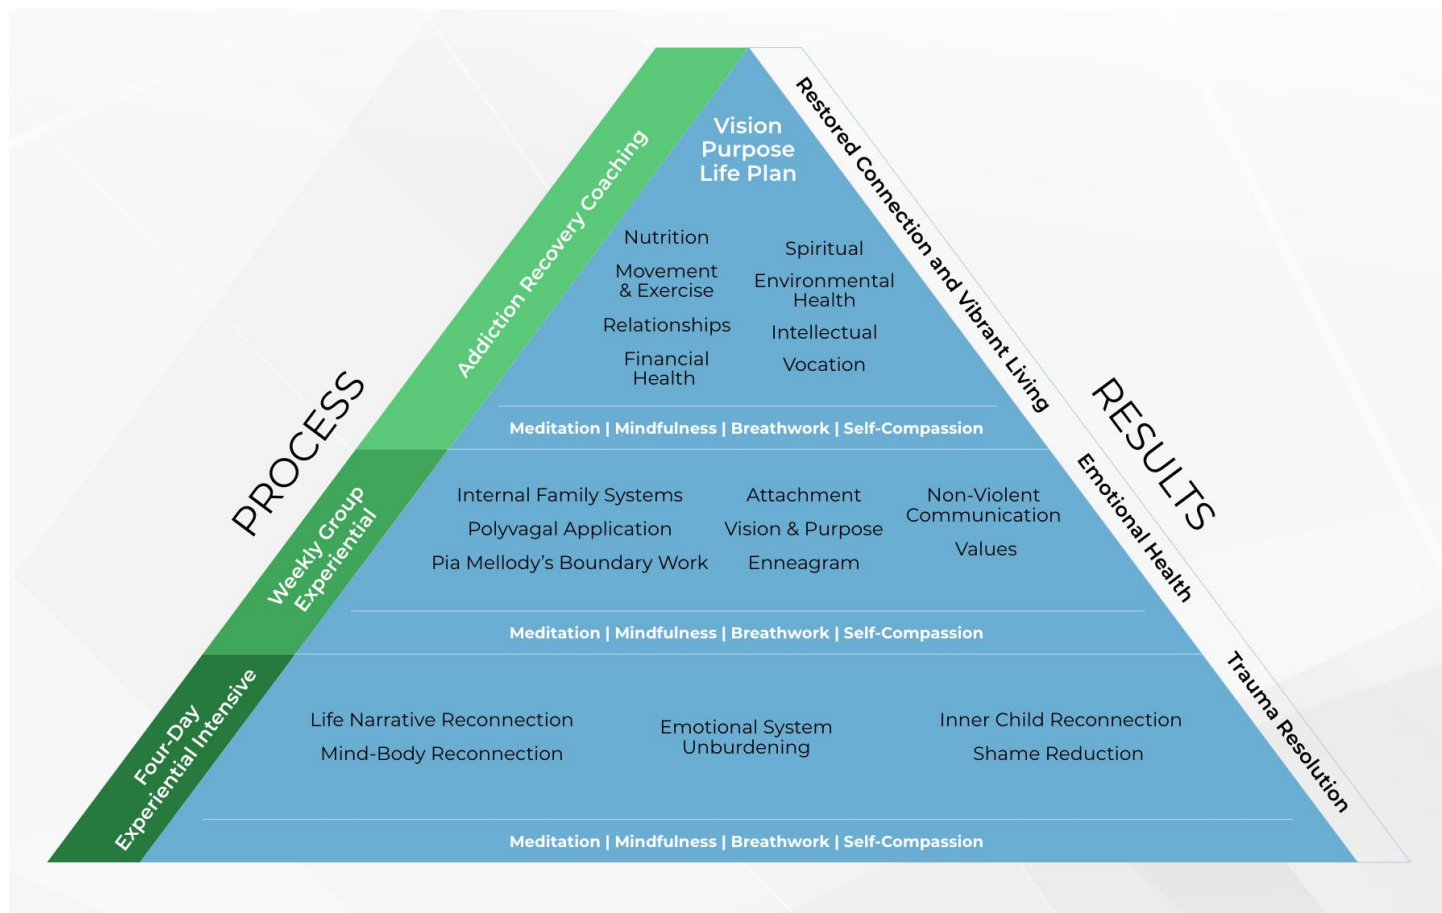 PROCESS
RESULTS
Addiction Recovery Coaching
Restored Connection and Vibrant Living
Vision
Purpose
Life Plan
Nutrition
Movement
& Exercise
Relationships
Financial
Health
Spiritual
Environmental
Health
Intellectual
Vocation
Meditation | Mindfulness | Breathwork | Self-Compassion
Weekly Group
Experiential
Emotional Health
Internal Family Systems
Polyvagal Application
Pia Mellody’s Boundary Work
Attachment
Vision & Purpose
Enneagram
Non-Violent
Communication
Values
Meditation | Mindfulness | Breathwork | Self-Compassion
Four-Day
Experiential Intensive
Trauma Resolution
Life Narrative Reconnection
Mind-Body Reconnection
Emotional System
Unburdening
Inner Child Reconnection
Shame Reduction
Meditation | Mindfulness | Breathwork | Self-Compassion